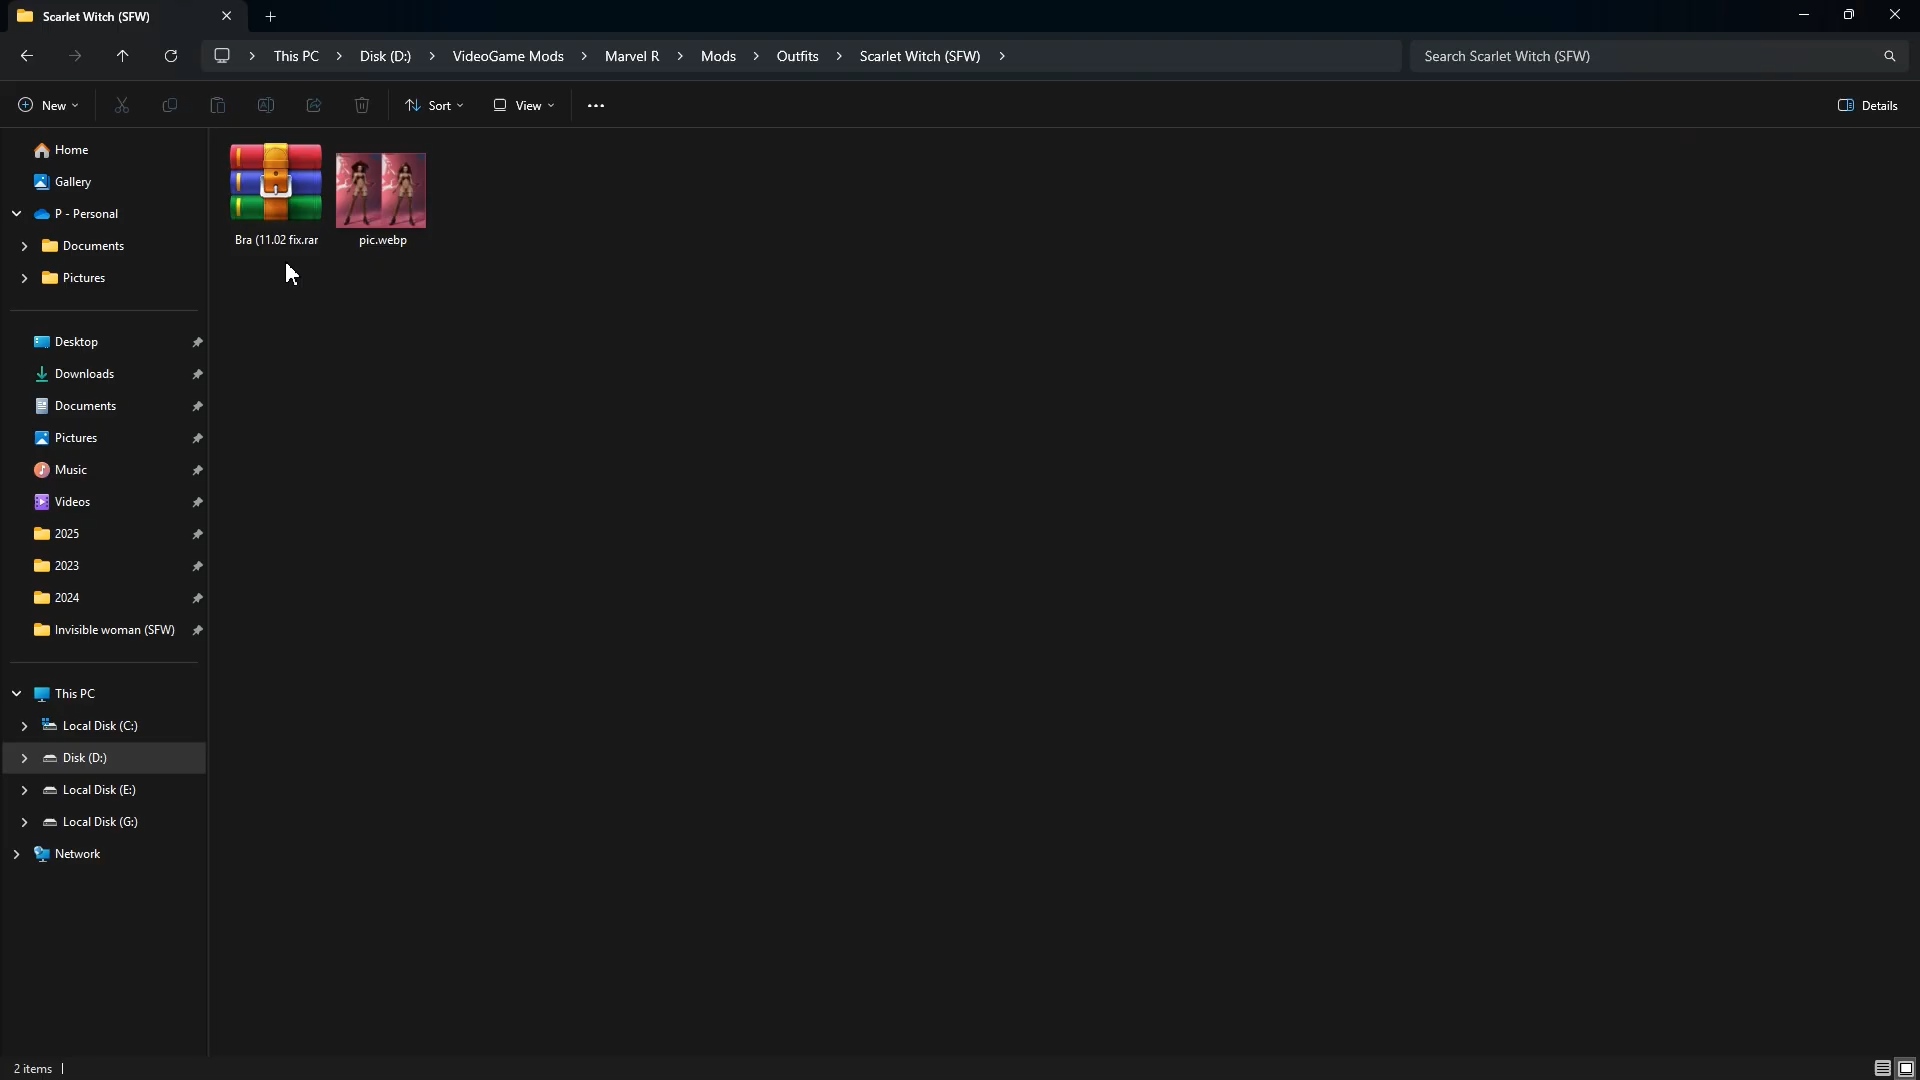 Scarlet Witch (SFW)
This PC > Disk (D:) > VideoGame Mods > Marvel R > Mods > Outfits > Scarlet Witch (SFW) >
Search Scarlet Witch (SFW)
New
Sort
View
Details
Home
Gallery
P - Personal
Documents
Pictures
Desktop
Downloads
Documents
Pictures
Music
Videos
2025
2023
2024
Invisible woman (SFW)
This PC
Local Disk (C:)
Disk (D:)
Local Disk (E:)
Local Disk (G:)
Network
Bra (11.02 fix.rar
pic.webp
2 items